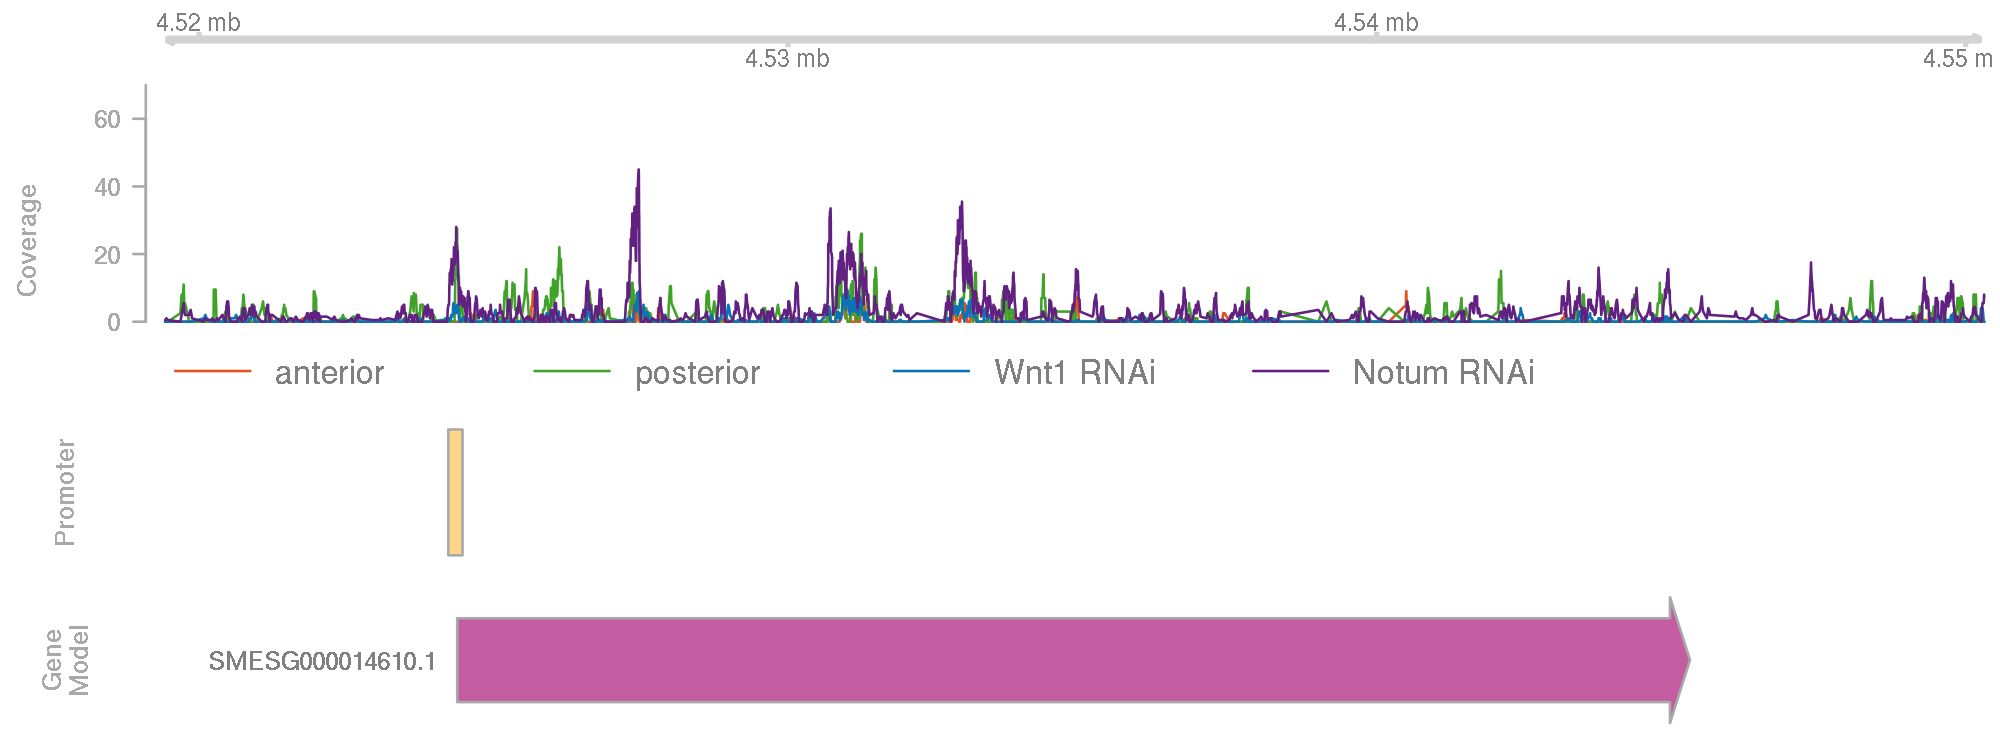 4.52 mb
4.54 mb
4.53 mb
4.55 m
Coverage
60
40
20
0
anterior posterior Wnt1 RNAi Notum RNAi
Promoter
Gene
Model
SMESG000014610.1